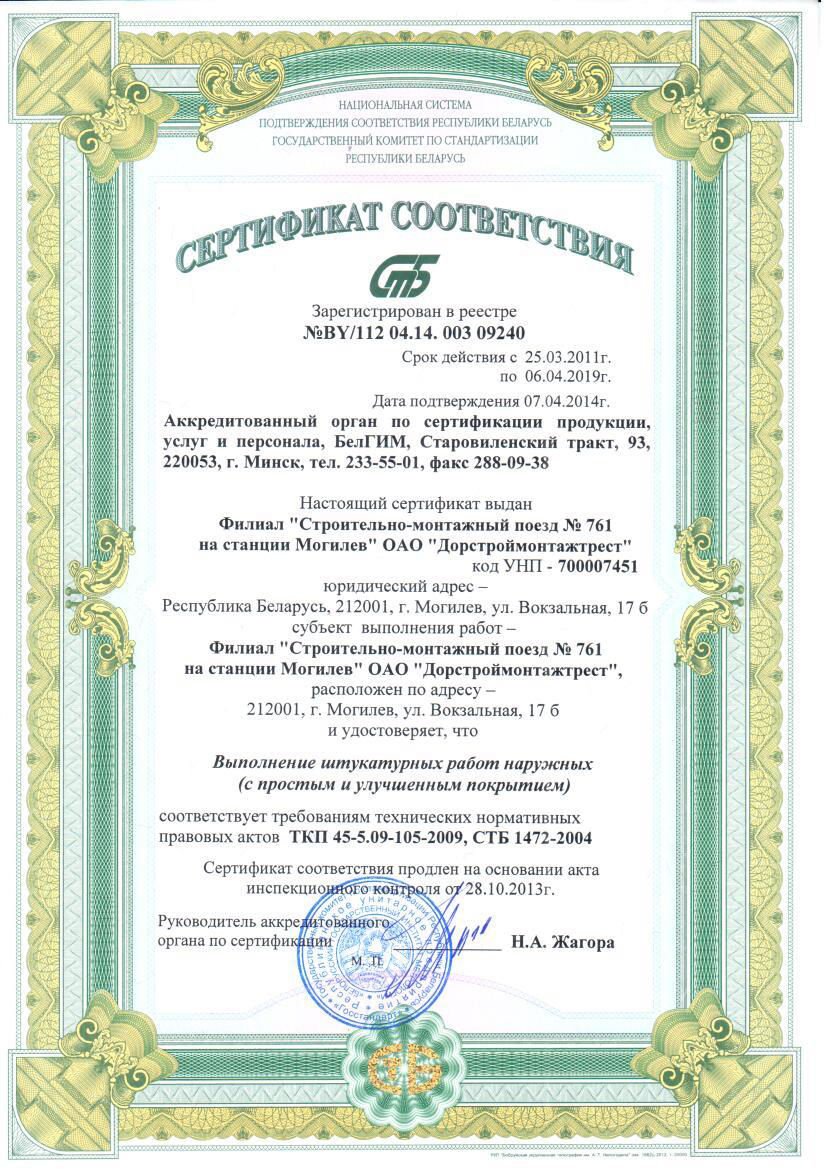 НАЦИОНАЛЬНАЯ СИСТЕМА
ПОДТВЕРЖДЕНИЯ СООТВЕТСТВИЯ РЕСПУБЛИКИ БЕЛАРУСЬ
ГОСУДАРСТВЕННЫЙ КОМИТЕТ ПО СТАНДАРТИЗАЦИИ
РЕСПУБЛИКИ БЕЛАРУСЬ
СЕРТИФИКАТ СООТВЕТСТВИЯ
СТБ
Зарегистрирован в реестре
№BY/112 04.14. 003 09240
Срок действия с 25.03.2011г.
по 06.04.2019г.
Дата подтверждения 07.04.2014г.
Аккредитованный орган по сертификации продукции,
услуг и персонала, БелГИМ, Старовиленский тракт, 93,
220053, г. Минск, тел. 233-55-01, факс 288-09-38
Настоящий сертификат выдан
Филиал "Строительно-монтажный поезд № 761
на станции Могилев" ОАО "Дорстроймонтажтрест"
код УНП - 700007451
юридический адрес –
Республика Беларусь, 212001, г. Могилев, ул. Вокзальная, 17 б
субъект выполнения работ –
Филиал "Строительно-монтажный поезд № 761
на станции Могилев" ОАО "Дорстроймонтажтрест",
расположен по адресу –
212001, г. Могилев, ул. Вокзальная, 17 б
и удостоверяет, что
Выполнение штукатурных работ наружных
(с простым и улучшенным покрытием)
соответствует требованиям технических нормативных
правовых актов ТКП 45-5.09-105-2009, СТБ 1472-2004
Сертификат соответствия продлен на основании акта
инспекционного контроля от 28.10.2013г.
Руководитель аккредитованного
органа по сертификации
Н.А. Жагора
М. П.
СТБ